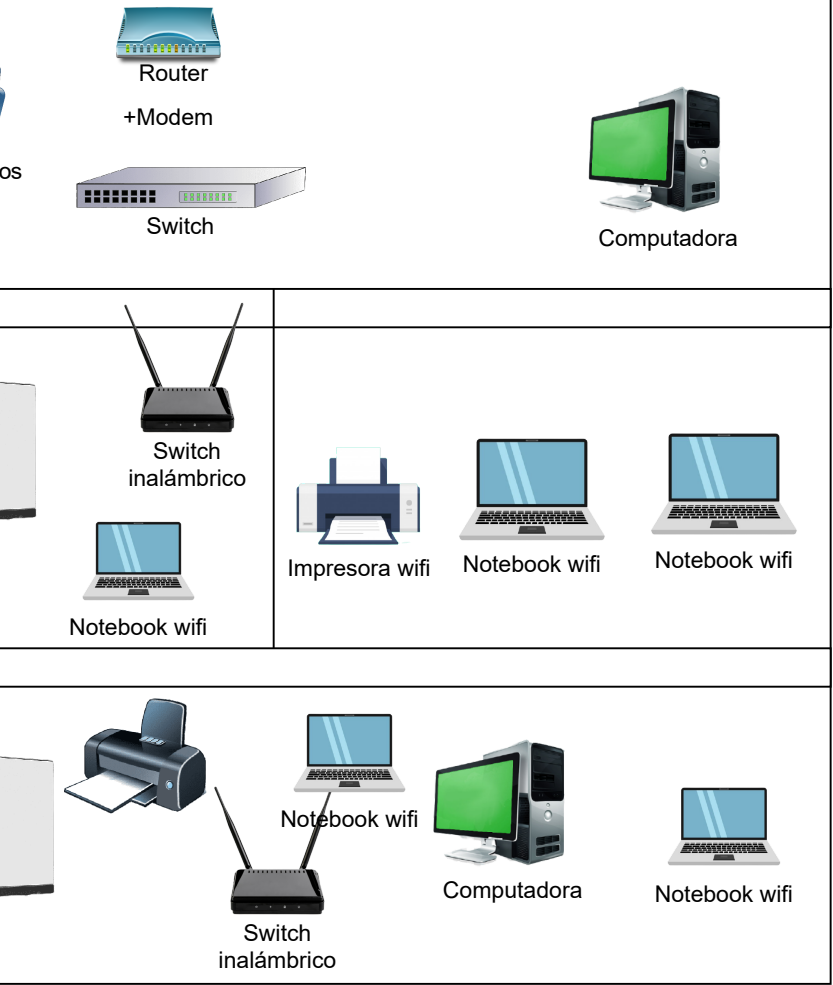 Router
+Modem
os
Switch
Computadora
Switch
inalámbrico
Impresora wifi
Notebook wifi
Notebook wifi
Notebook wifi
Notebook wifi
Computadora
Notebook wifi
Switch
inalámbrico